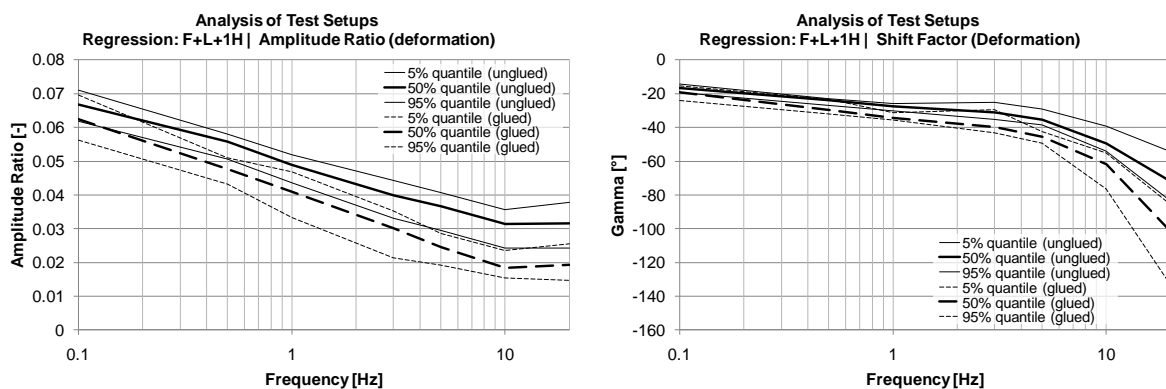 Analysis of Test Setups
Regression: F+L+1H | Amplitude Ratio (deformation)
0.08
0.07
0.06
0.05
0.04
0.03
0.02
0.01
0
Amplitude Ratio [-]
5% quantile (unglued)
50% quantile (unglued)
95% quantile (unglued)
5% quantile (glued)
50% quantile (glued)
95% quantile (glued)
0.1
1
10
Frequency [Hz]
Analysis of Test Setups
Regression: F+L+1H | Shift Factor (Deformation)
0
-20
-40
-60
-80
-100
-120
-140
-160
Gamma [°]
5% quantile (unglued)
50% quantile (unglued)
95% quantile (unglued)
5% quantile (glued)
50% quantile (glued)
95% quantile (glued)
0.1
1
10
Frequency [Hz]